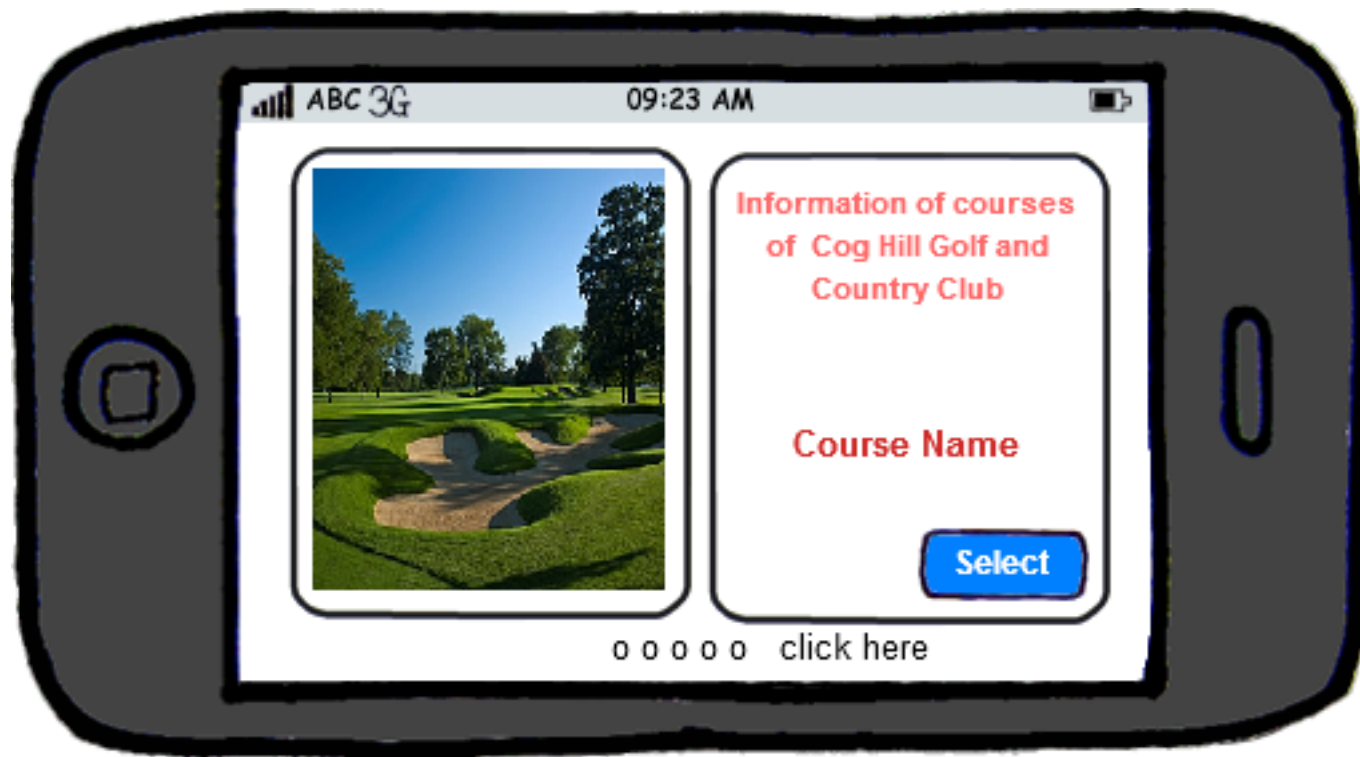 ABC 3G 09:23 AM
Information of courses
of Cog Hill Golf and
Country Club
Course Name
Select
o o o o o click here